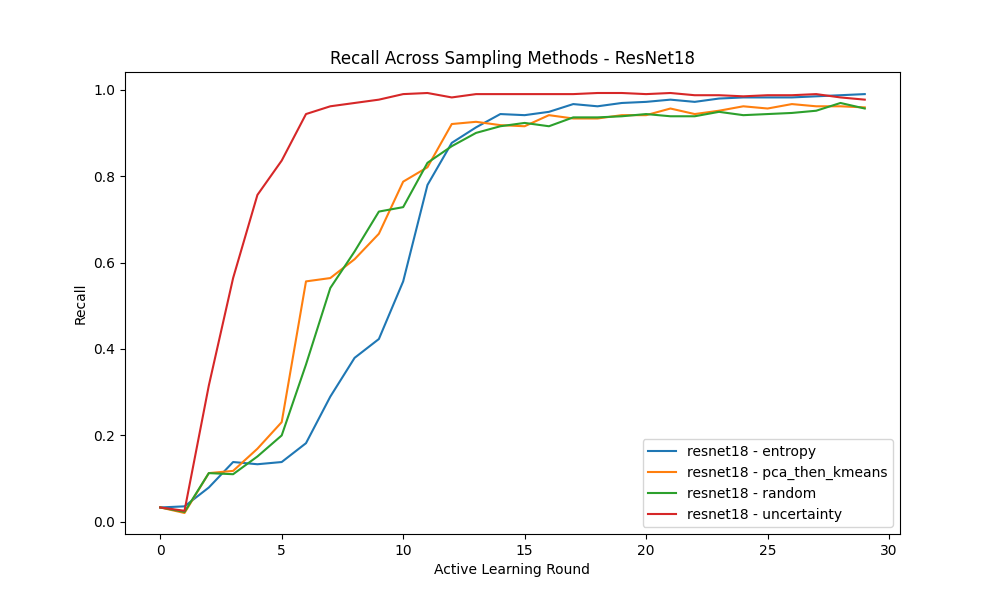 Recall Across Sampling Methods - ResNet18
Recall
1.0
0.8
0.6
0.4
0.2
0.0
resnet18 - entropy
resnet18 - pca_then_kmeans
resnet18 - random
resnet18 - uncertainty
0 5 10 15 20 25 30
Active Learning Round